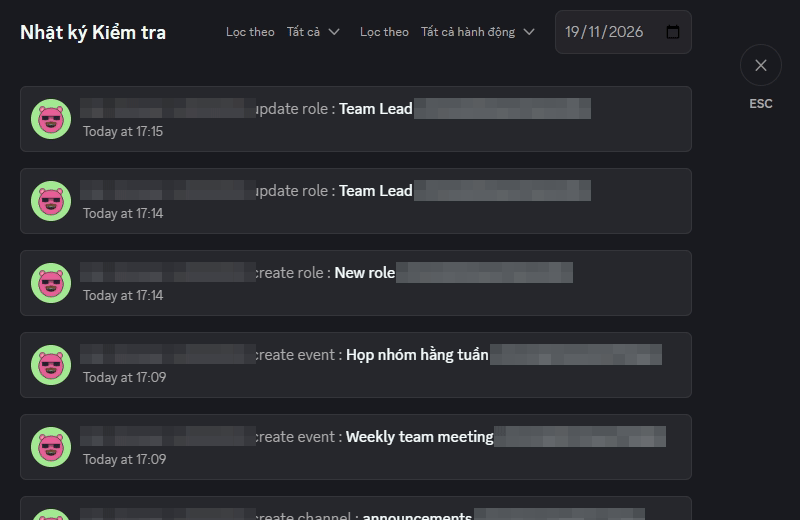 Nhật ký Kiểm tra Lọc theo Tất cả Lọc theo Tất cả hành động 19/11/2026
ESC
update role : Team Lead
Today at 17:15
update role : Team Lead
Today at 17:14
create role : New role
Today at 17:14
create event : Họp nhóm hằng tuần
Today at 17:09
create event : Weekly team meeting
Today at 17:09
create channel : announcements